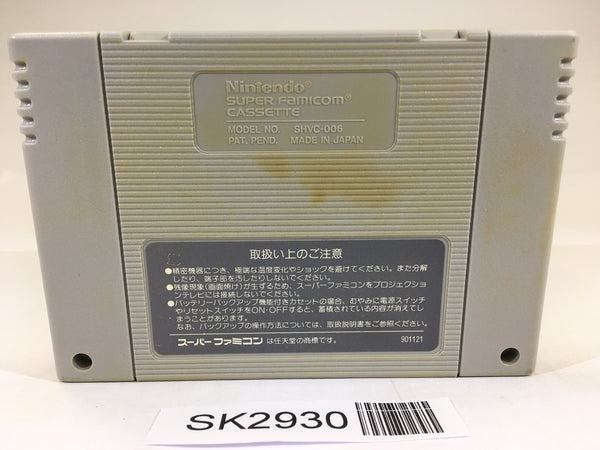 Nintendo®
SUPER FAMICOM®
CASSETTE
MODEL NO. SHVC-006
PAT. PEND. MADE IN JAPAN
取扱い上のご注意
●精密機器につき、極端な温度変化やショックを避けてください。また分解
したり、端子部を汚したりしないでください。
●残像現象(画面焼け)が生ずるため、スーパーファミコンをプロジェクショ
ンテレビには接続しないでください。
●バッテリーバックアップ機能付きカセットの場合、むやみに電源スイッチ
やリセットスイッチをON・OFFすると、蓄積されている内容が消えてし
まうことがあります。
なお、バックアップの操作方法については、取扱説明書をご参照ください。
スーパーファミコン は任天堂の商標です。 901121
SK2930